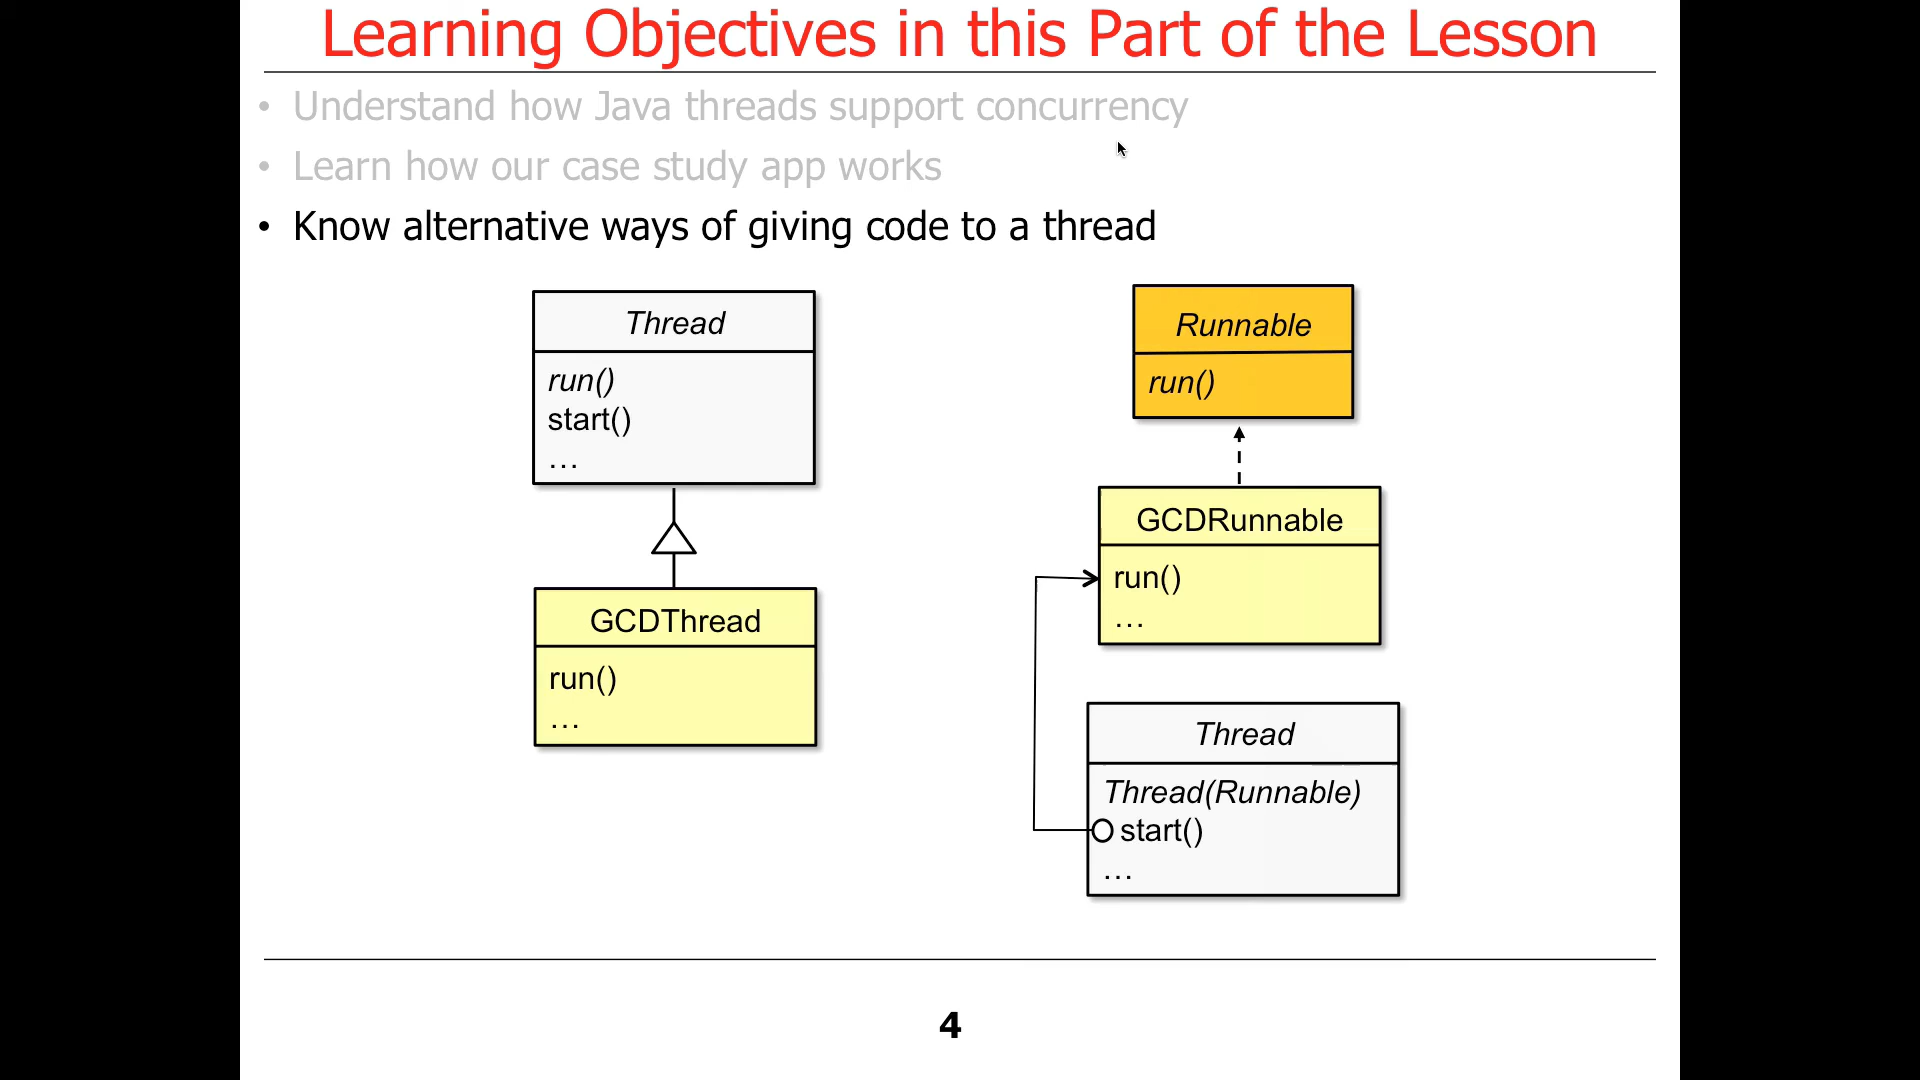 Learning Objectives in this Part of the Lesson
• Understand how Java threads support concurrency
• Learn how our case study app works
• Know alternative ways of giving code to a thread
Thread
run()
start()
...
GCDThread
run()
...
Runnable
run()
GCDRunnable
run()
...
Thread
Thread(Runnable)
start()
...
4